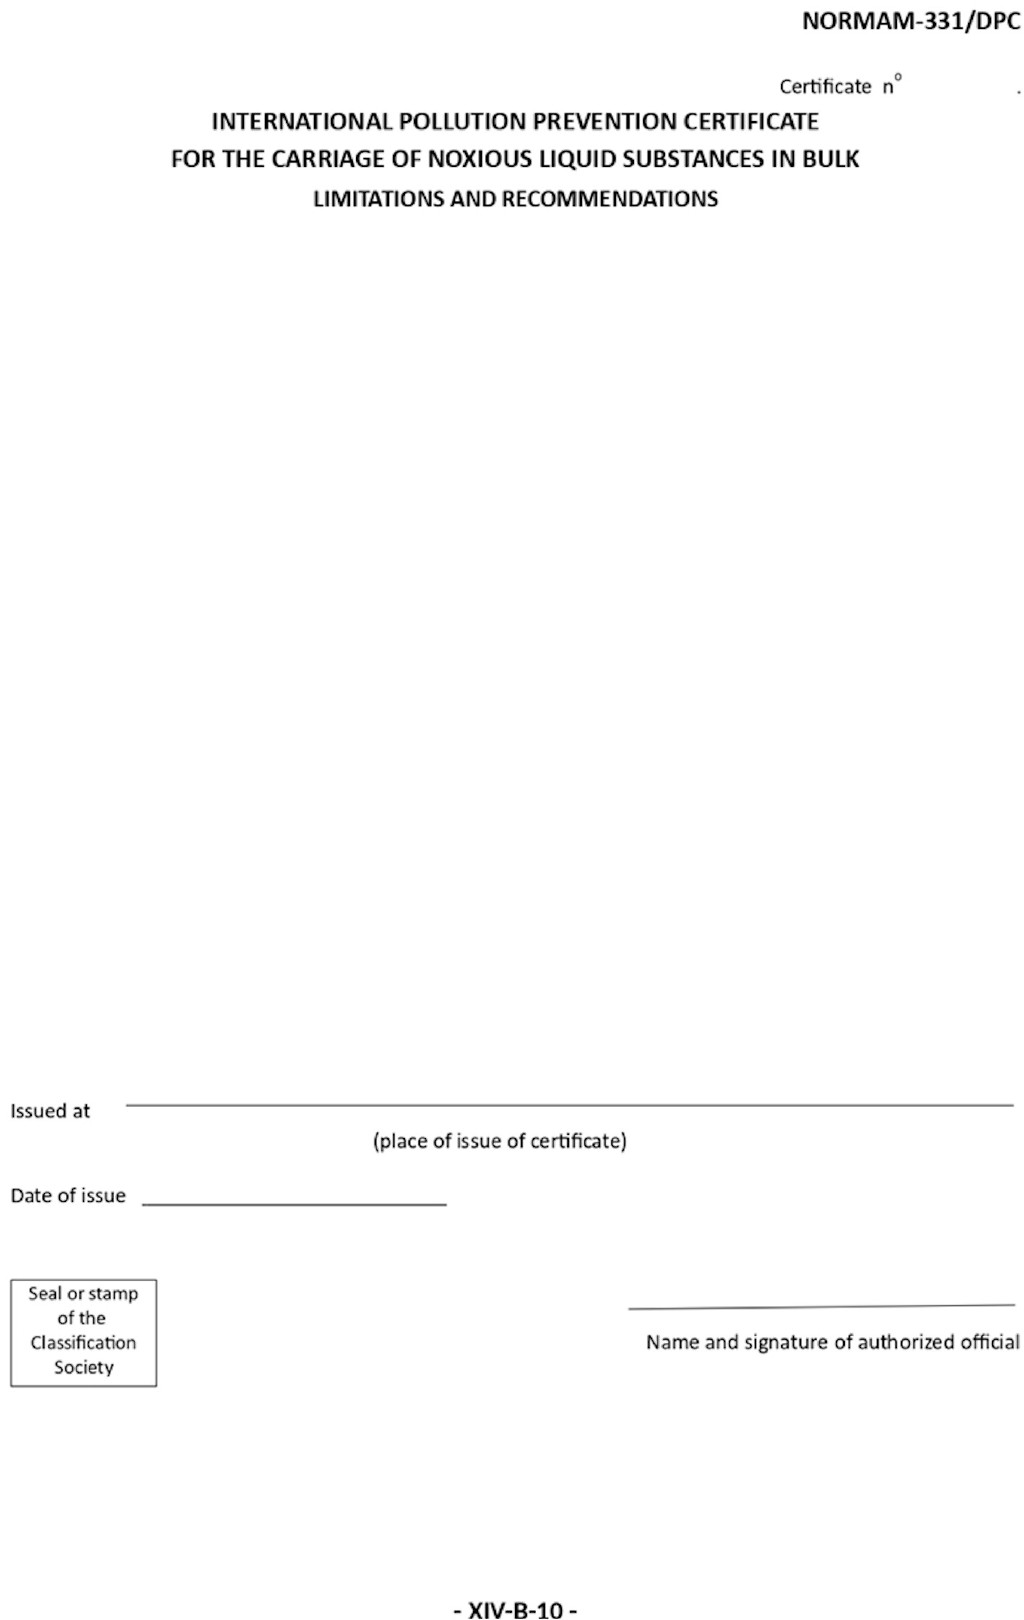 NORMAM-331/DPC
Certificate nº .
INTERNATIONAL POLLUTION PREVENTION CERTIFICATE
FOR THE CARRIAGE OF NOXIOUS LIQUID SUBSTANCES IN BULK
LIMITATIONS AND RECOMMENDATIONS
Issued at
(place of issue of certificate)
Date of issue
Seal or stamp
of the
Classification
Society
Name and signature of authorized official
- XIV-B-10 -